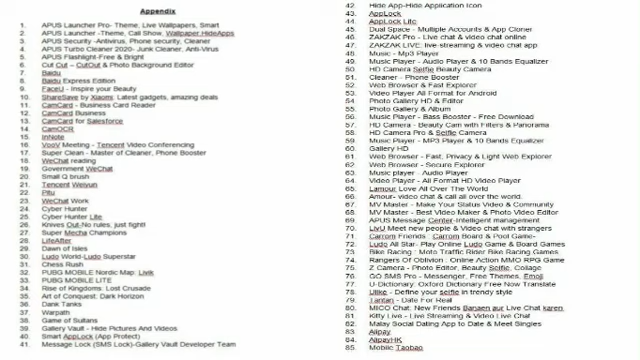 Appendix
1. APUS Launcher Pro- Theme, Live Wallpapers, Smart
2. APUS Launcher -Theme, Call Show, Wallpaper,HideApps
3. APUS Security -Antivirus, Phone security, Cleaner
4. APUS Turbo Cleaner 2020- Junk Cleaner, Anti-Virus
5. APUS Flashlight-Free & Bright
6. Cut Cut – CutOut & Photo Background Editor
7. Baidu
8. Baidu Express Edition
9. FaceU - Inspire your Beauty
10. ShareSave by Xiaomi: Latest gadgets, amazing deals
11. CamCard - Business Card Reader
12. CamCard Business
13. CamCard for Salesforce
14. CamOCR
15. InNote
16. VooV Meeting - Tencent Video Conferencing
17. Super Clean - Master of Cleaner, Phone Booster
18. WeChat reading
19. Government WeChat
20. Small Q brush
21. Tencent Weiyun
22. Pitu
23. WeChat Work
24. Cyber Hunter
25. Cyber Hunter Lite
26. Knives Out-No rules, just fight!
27. Super Mecha Champions
28. LifeAfter
29. Dawn of Isles
30. Ludo World-Ludo Superstar
31. Chess Rush
32. PUBG MOBILE Nordic Map: Livik
33. PUBG MOBILE LITE
34. Rise of Kingdoms: Lost Crusade
35. Art of Conquest: Dark Horizon
36. Dank Tanks
37. Warpath
38. Game of Sultans
39. Gallery Vault - Hide Pictures And Videos
40. Smart AppLock (App Protect)
41. Message Lock (SMS Lock)-Gallery Vault Developer Team
42. Hide App-Hide Application Icon
43. AppLock
44. AppLock Lite
45. Dual Space - Multiple Accounts & App Cloner
46. ZAKZAK Pro - Live chat & video chat online
47. ZAKZAK LIVE: live-streaming & video chat app
48. Music - Mp3 Player
49. Music Player - Audio Player & 10 Bands Equalizer
50. HD Camera Selfie Beauty Camera
51. Cleaner - Phone Booster
52. Web Browser & Fast Explorer
53. Video Player All Format for Android
54. Photo Gallery HD & Editor
55. Photo Gallery & Album
56. Music Player - Bass Booster - Free Download
57. HD Camera - Beauty Cam with Filters & Panorama
58. HD Camera Pro & Selfie Camera
59. Music Player - MP3 Player & 10 Bands Equalizer
60. Gallery HD
61. Web Browser - Fast, Privacy & Light Web Explorer
62. Web Browser - Secure Explorer
63. Music player - Audio Player
64. Video Player - All Format HD Video Player
65. Lamour Love All Over The World
66. Amour- video chat & call all over the world.
67. MV Master - Make Your Status Video & Community
68. MV Master - Best Video Maker & Photo Video Editor
69. APUS Message Center-Intelligent management
70. LivU Meet new people & Video chat with strangers
71. Carrom Friends : Carrom Board & Pool Game-
72. Ludo All Star- Play Online Ludo Game & Board Games
73. Bike Racing : Moto Traffic Rider Bike Racing Games
74. Rangers Of Oblivion : Online Action MMO RPG Game
75. Z Camera - Photo Editor, Beauty Selfie, Collage
76. GO SMS Pro - Messenger, Free Themes, Emoji
77. U-Dictionary: Oxford Dictionary Free Now Translate
78. Ulike - Define your selfie in trendy style
79. Tantan - Date For Real
80. MICO Chat: New Friends Banaen aur Live Chat karen
81. Kitty Live - Live Streaming & Video Live Chat
82. Malay Social Dating App to Date & Meet Singles
83. Alipay
84. AlipayHK
85. Mobile Taobao